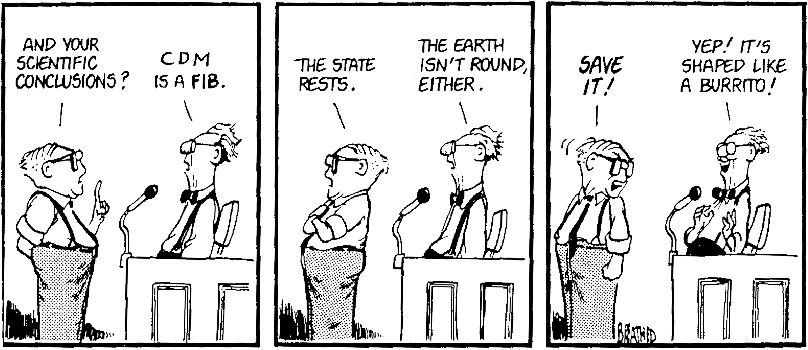 AND YOUR
SCIENTIFIC
CONCLUSIONS?
CDM
IS A FIB.
THE STATE
RESTS.
THE EARTH
ISN'T ROUND,
EITHER.
SAVE
IT!
YEP! IT'S
SHAPED LIKE
A BURRITO!